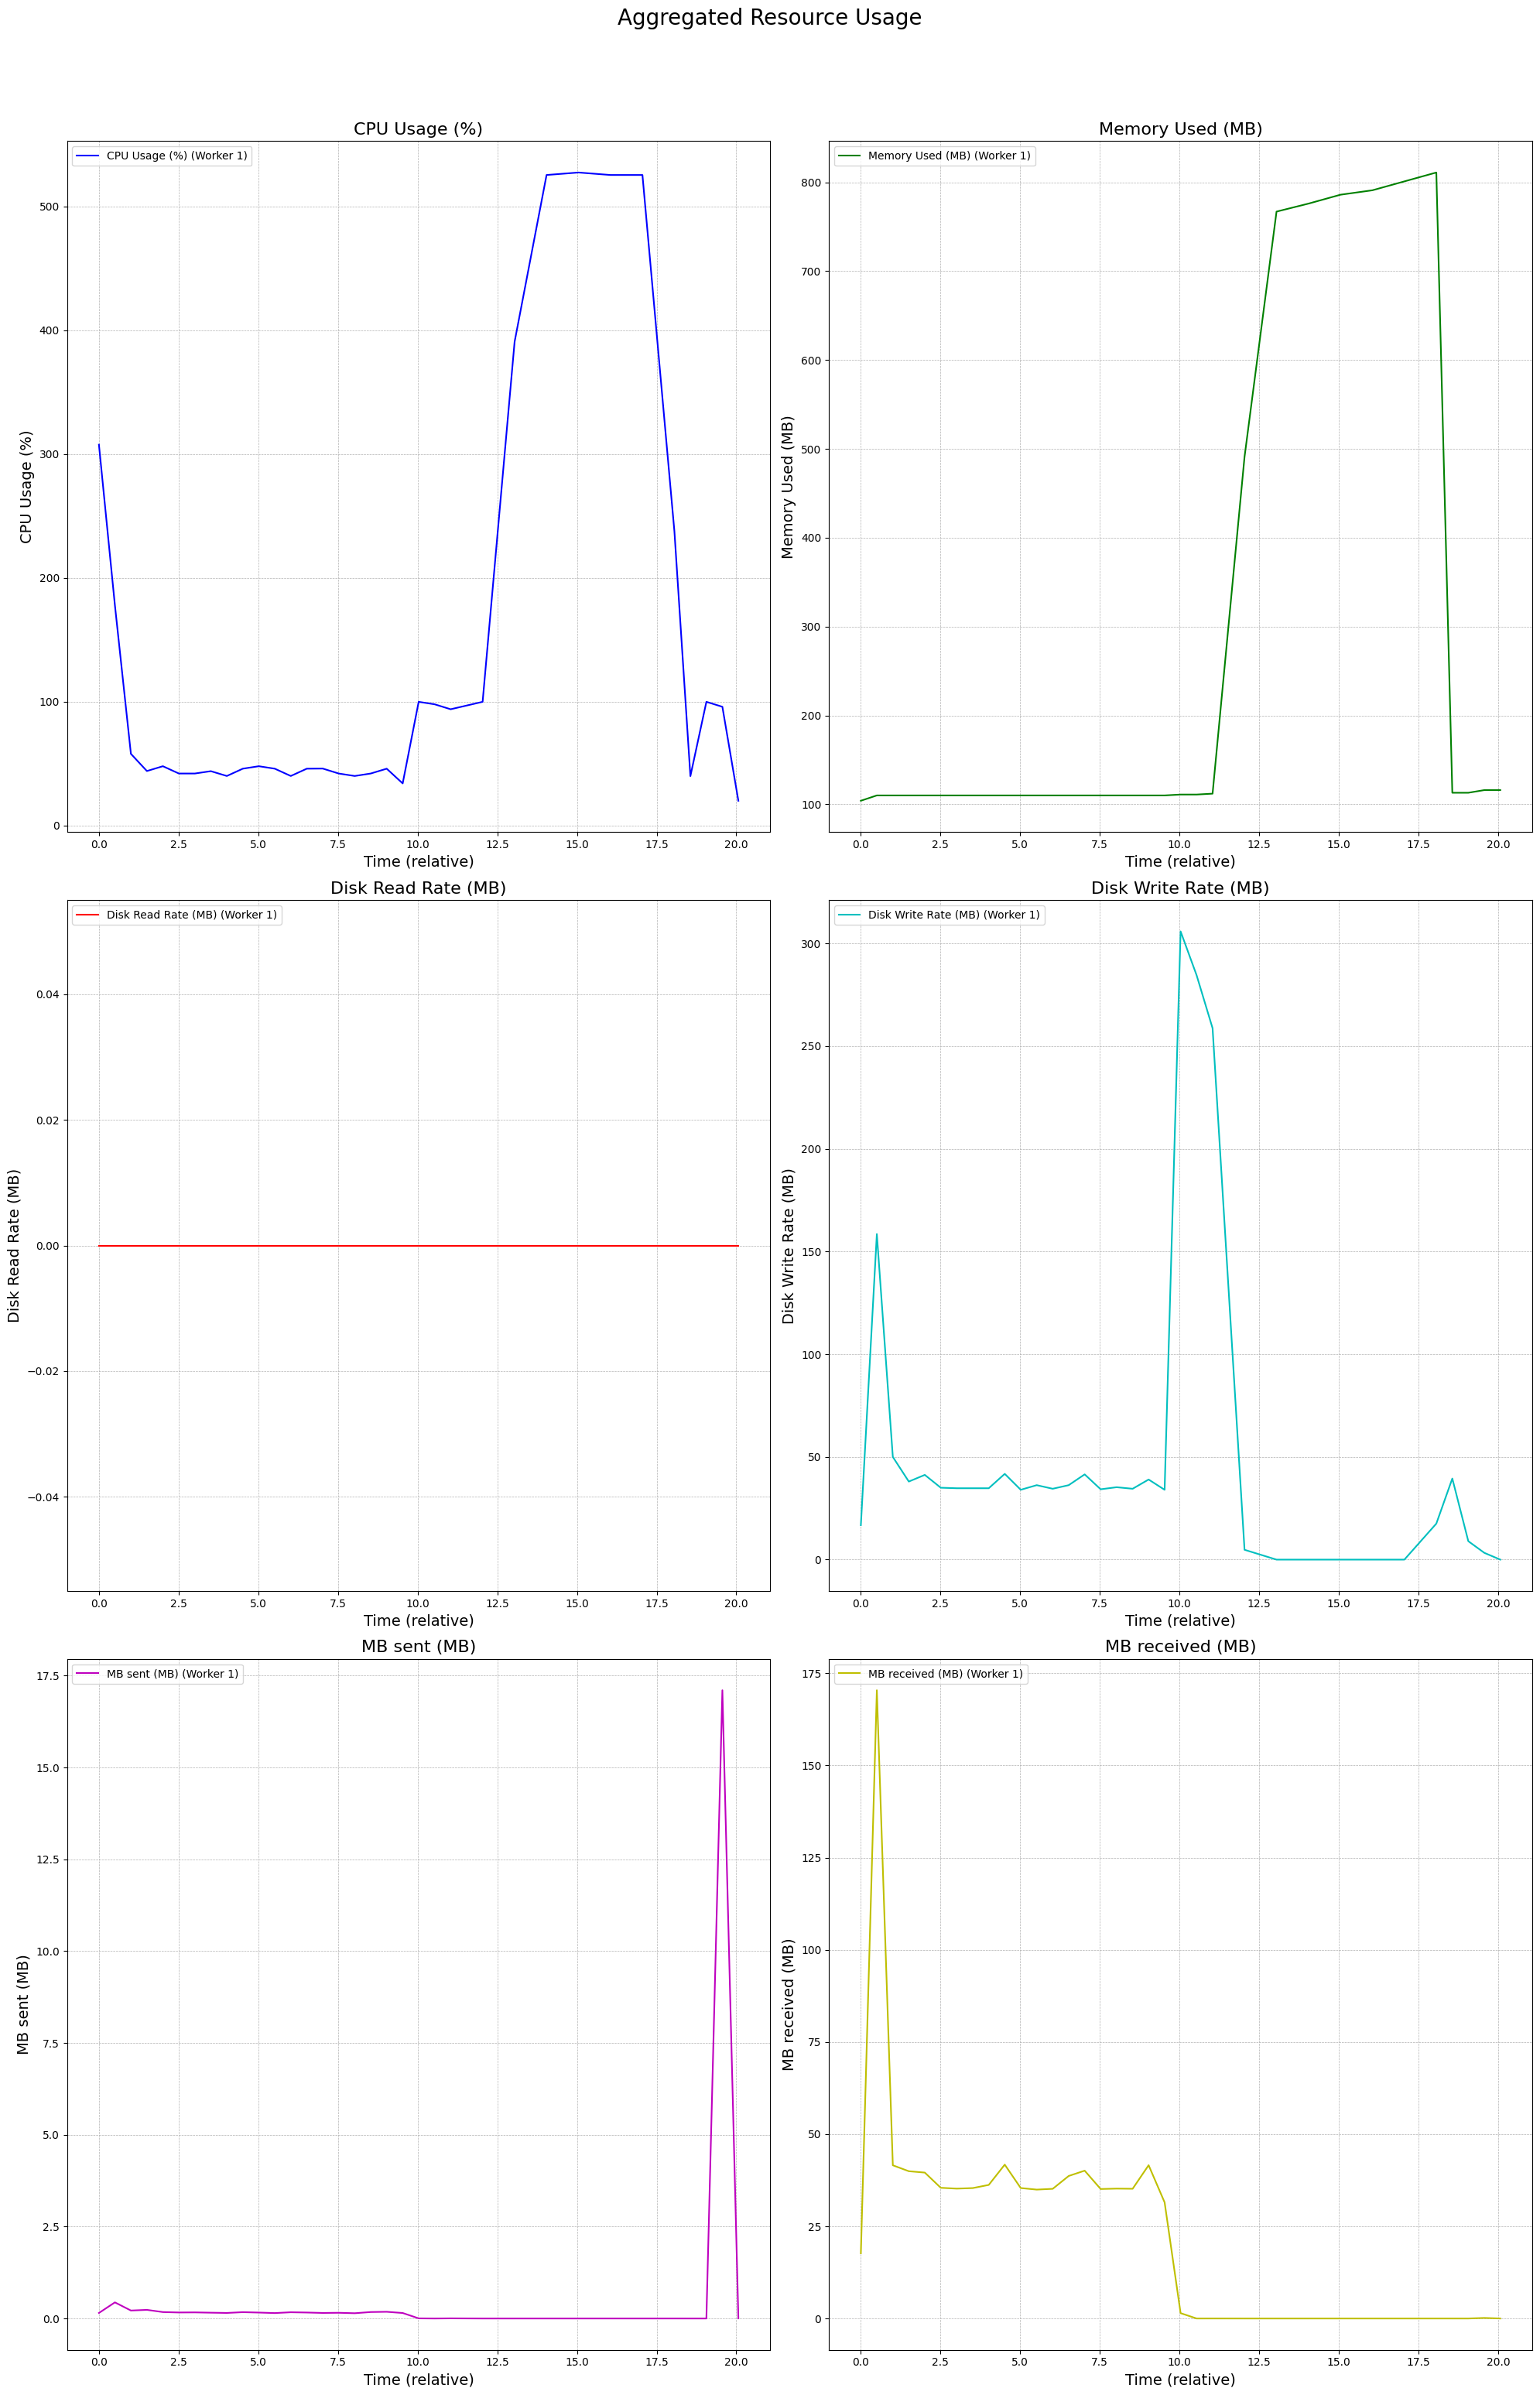 Aggregated Resource Usage
CPU Usage (%)
CPU Usage (%) (Worker 1)
CPU Usage (%)
500
400
300
200
100
0
0.0 2.5 5.0 7.5 10.0 12.5 15.0 17.5 20.0
Time (relative)
Memory Used (MB)
Memory Used (MB) (Worker 1)
Memory Used (MB)
800
700
600
500
400
300
200
100
0.0 2.5 5.0 7.5 10.0 12.5 15.0 17.5 20.0
Time (relative)
Disk Read Rate (MB)
Disk Read Rate (MB) (Worker 1)
Disk Read Rate (MB)
0.04
0.02
0.00
−0.02
−0.04
0.0 2.5 5.0 7.5 10.0 12.5 15.0 17.5 20.0
Time (relative)
Disk Write Rate (MB)
Disk Write Rate (MB) (Worker 1)
Disk Write Rate (MB)
300
250
200
150
100
50
0
0.0 2.5 5.0 7.5 10.0 12.5 15.0 17.5 20.0
Time (relative)
MB sent (MB)
MB sent (MB) (Worker 1)
MB sent (MB)
17.5
15.0
12.5
10.0
7.5
5.0
2.5
0.0
0.0 2.5 5.0 7.5 10.0 12.5 15.0 17.5 20.0
Time (relative)
MB received (MB)
MB received (MB) (Worker 1)
MB received (MB)
175
150
125
100
75
50
25
0
0.0 2.5 5.0 7.5 10.0 12.5 15.0 17.5 20.0
Time (relative)